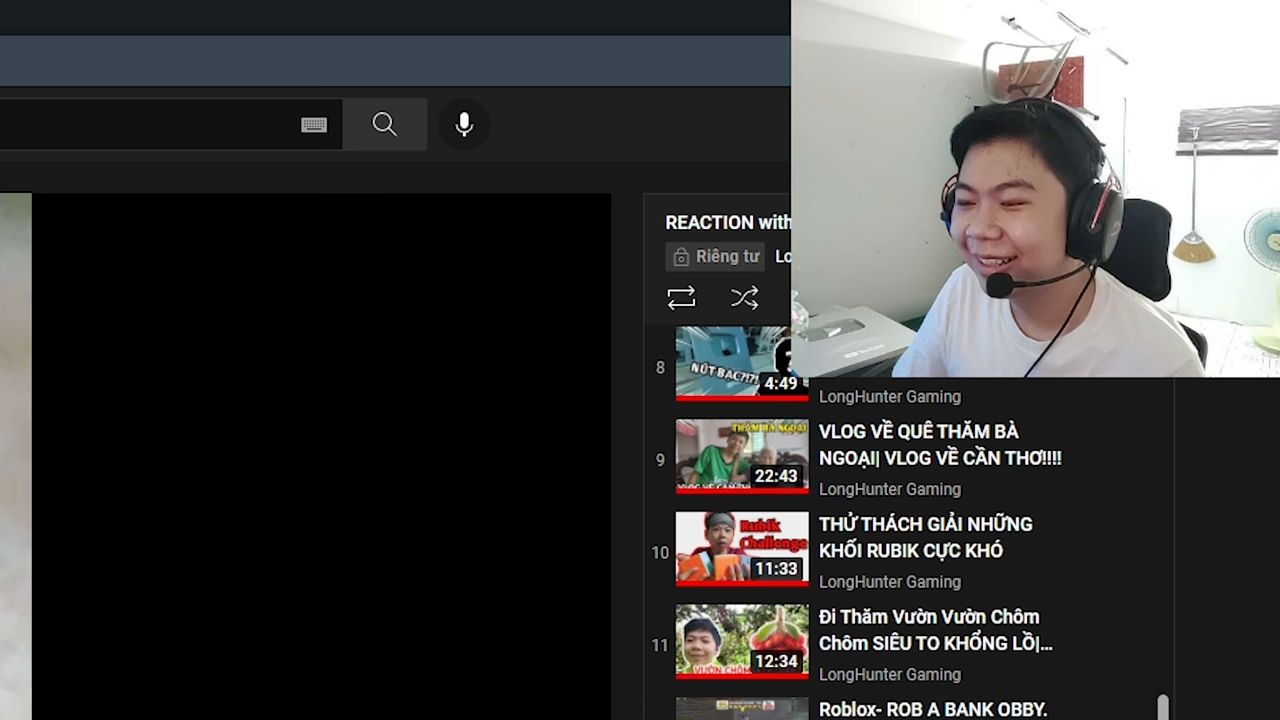 REACTION with
Riêng tư Lo
8
NÚT BẠC?!?!
4:49
LongHunter Gaming
9
THĂM BÀ NGOẠI
22:43
VLOG VỀ QUÊ THĂM BÀ
NGOẠI| VLOG VỀ CẦN THƠ!!!!
LongHunter Gaming
10
Rubik
Challenge
11:33
THỬ THÁCH GIẢI NHỮNG
KHỐI RUBIK CỰC KHÓ
LongHunter Gaming
11
VƯỜN CHÔM
12:34
Đi Thăm Vườn Vườn Chôm
Chôm SIÊU TO KHỔNG LỒ|...
LongHunter Gaming
Roblox- ROB A BANK OBBY.